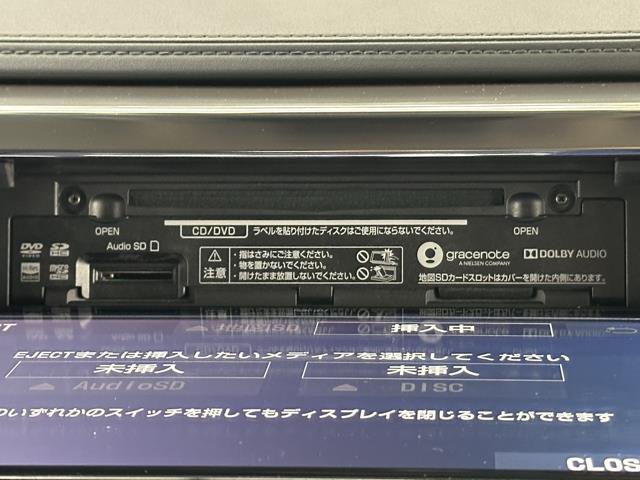 OPEN
CD/DVD ラベルを貼り付けたディスクはご使用にならないでください。
OPEN
DVD
Audio SD
注意
・指はさみにご注意ください。
・物を置かないでください。
・開けたまま放置しないでください。
gracenote
A NIELSEN COMPANY
DOLBY AUDIO
地図SDカードスロットはカバーを開けた内側にあります。
地図SD
挿入中
EJECTまたは挿入したいメディアを選択してください
未挿入
未挿入
AudioSD
DISC
いずれかのスイッチを押してもディスプレイを閉じることができます
CLOS